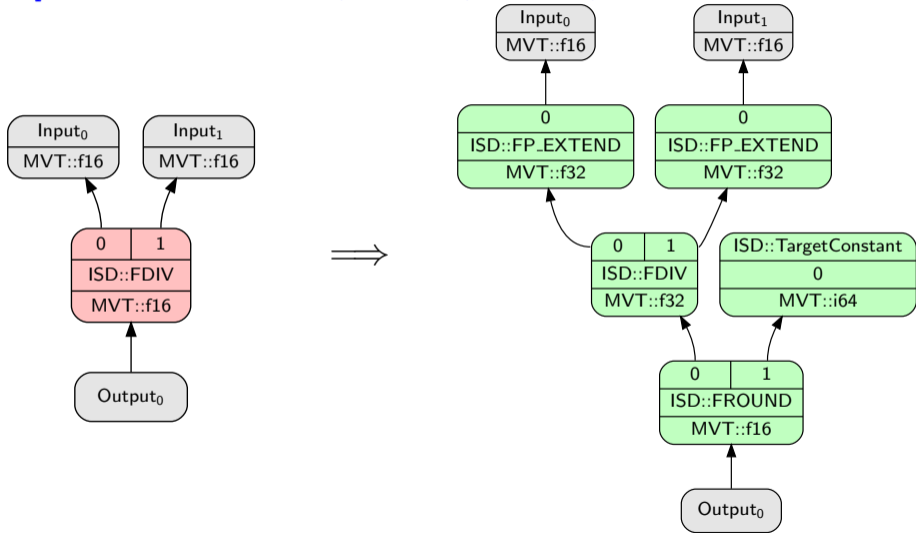 Input₀
MVT::f16
Input₁
MVT::f16
0 1
ISD::FDIV
MVT::f16
Output₀
⟹
Input₀
MVT::f16
Input₁
MVT::f16
0
ISD::FP_EXTEND
MVT::f32
0
ISD::FP_EXTEND
MVT::f32
0 1
ISD::FDIV
MVT::f32
ISD::TargetConstant
0
MVT::i64
0 1
ISD::FROUND
MVT::f16
Output₀